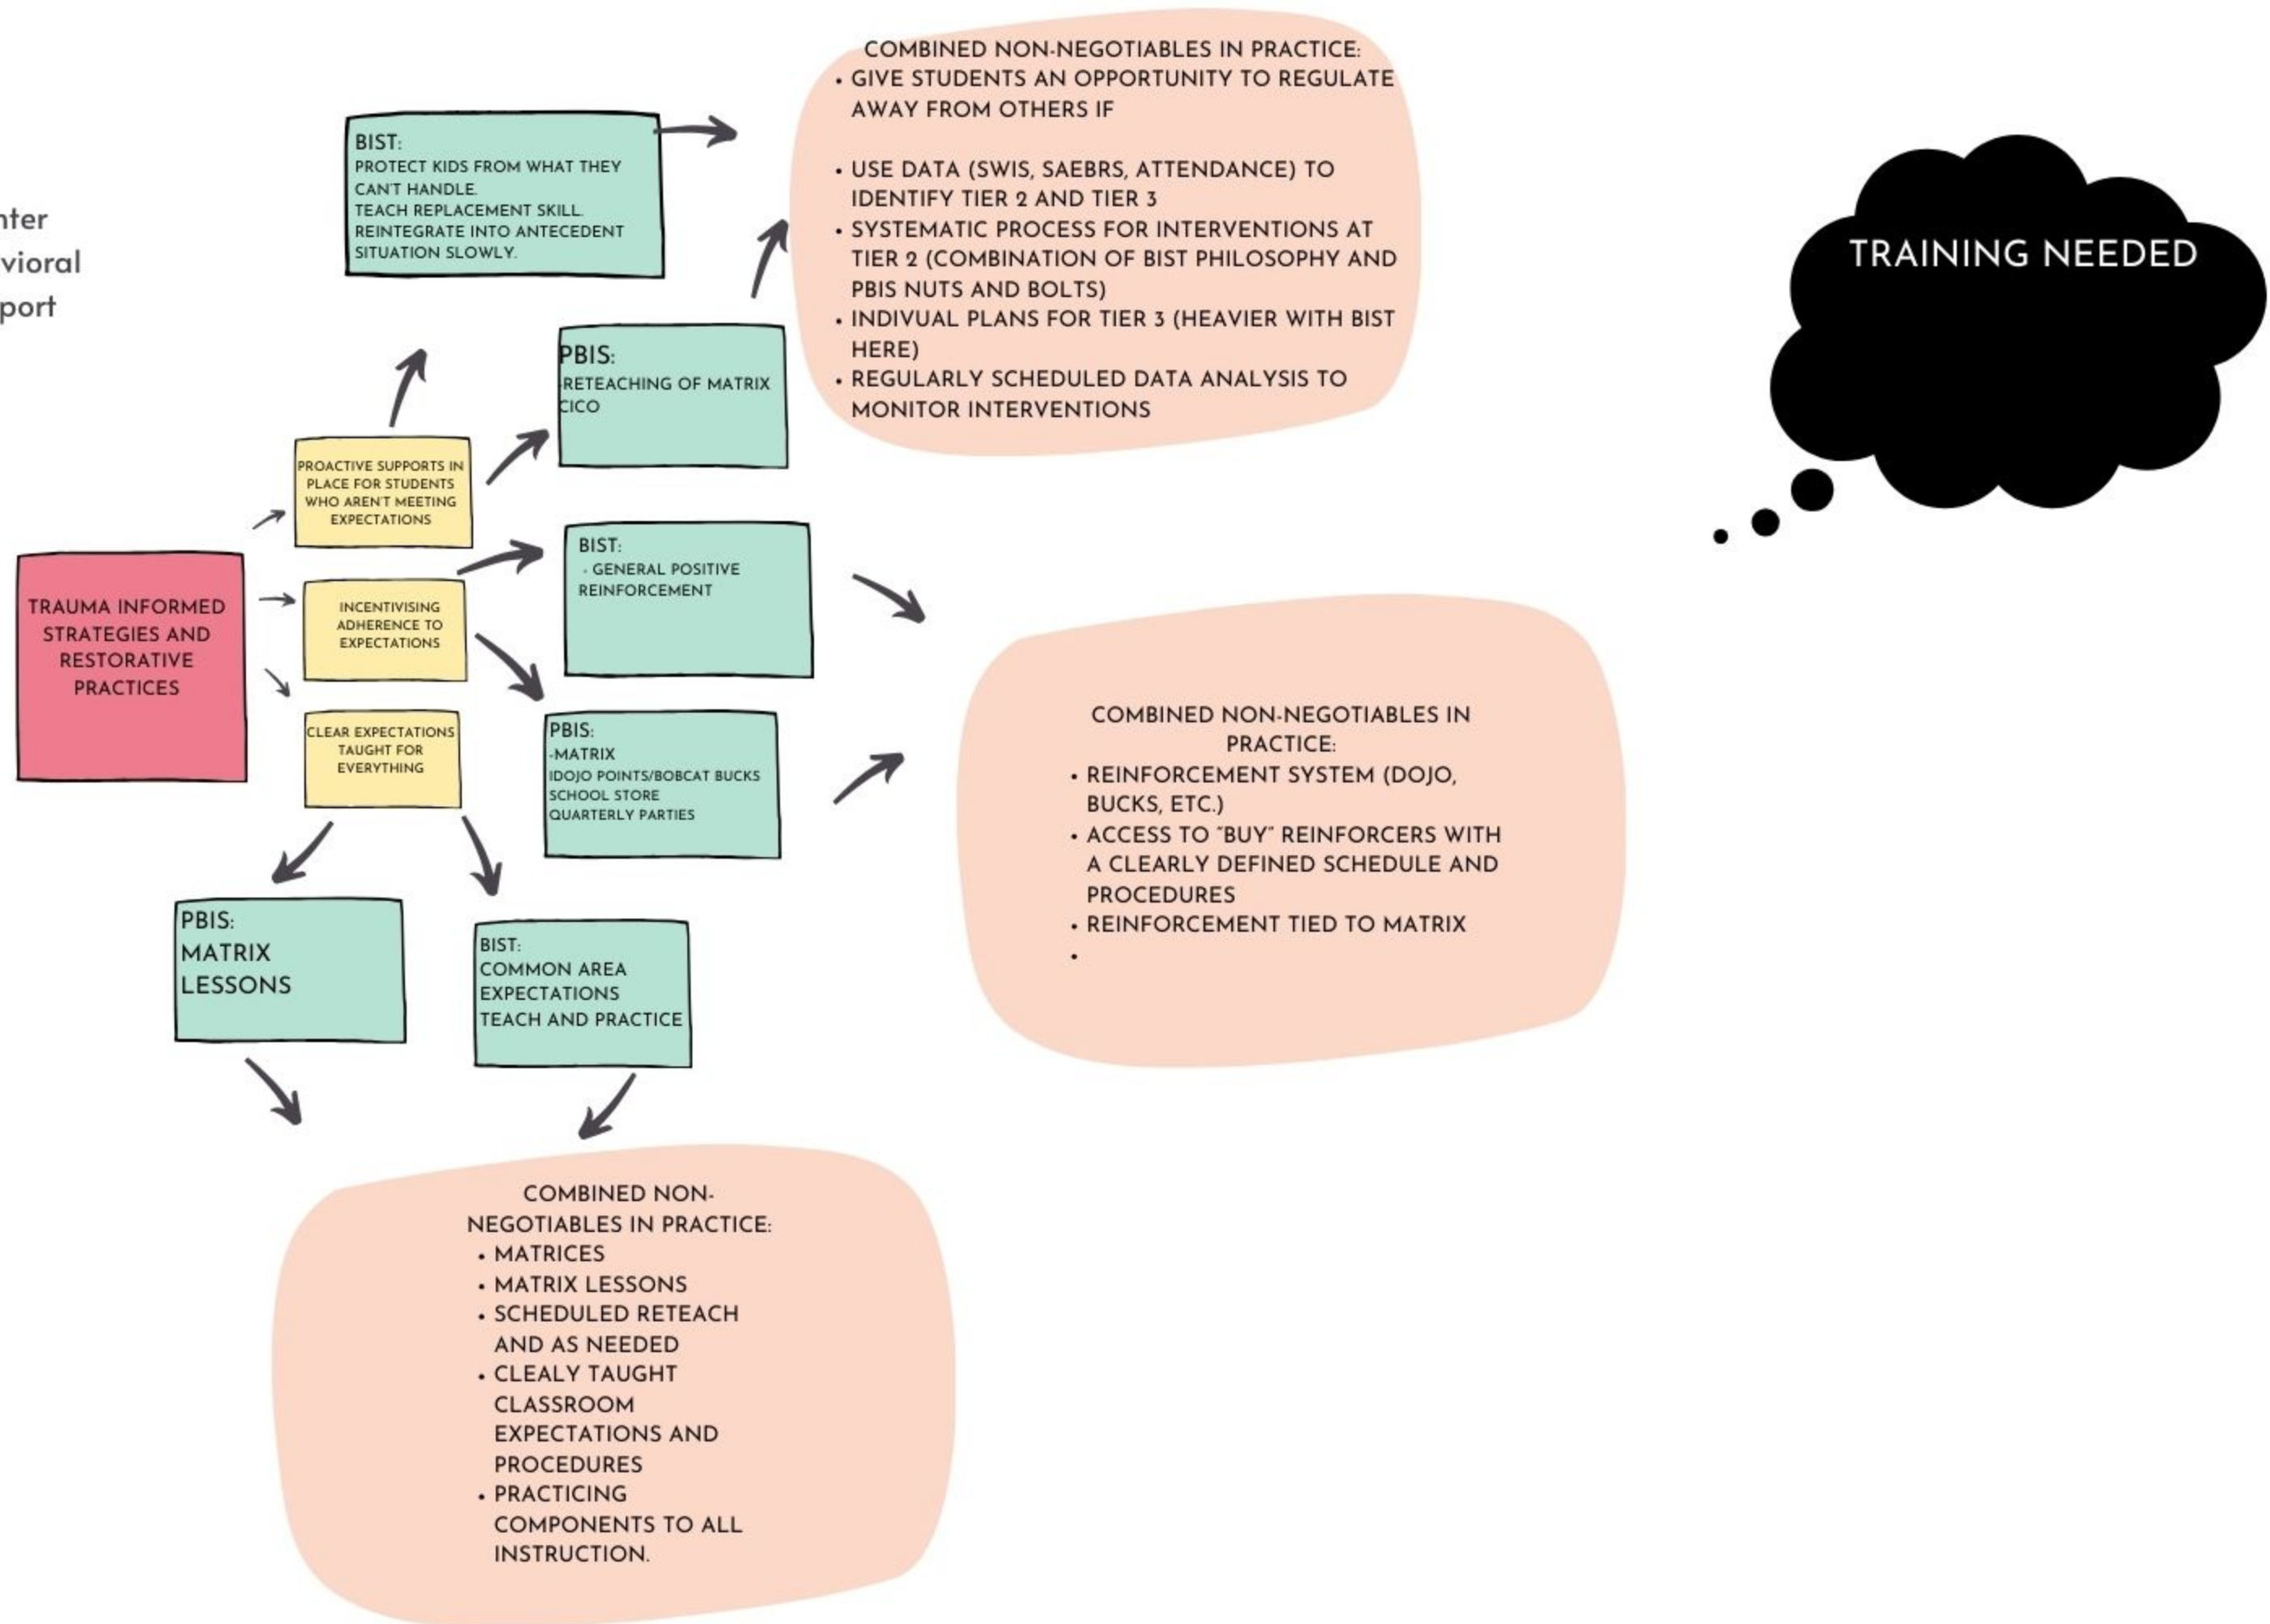 COMBINED NON-NEGOTIABLES IN PRACTICE:
• GIVE STUDENTS AN OPPORTUNITY TO REGULATE
AWAY FROM OTHERS IF
• USE DATA (SWIS, SAEBRS, ATTENDANCE) TO
IDENTIFY TIER 2 AND TIER 3
• SYSTEMATIC PROCESS FOR INTERVENTIONS AT
TIER 2 (COMBINATION OF BIST PHILOSOPHY AND
PBIS NUTS AND BOLTS)
• INDIVUAL PLANS FOR TIER 3 (HEAVIER WITH BIST
HERE)
• REGULARLY SCHEDULED DATA ANALYSIS TO
MONITOR INTERVENTIONS
BIST:
PROTECT KIDS FROM WHAT THEY
CAN'T HANDLE.
TEACH REPLACEMENT SKILL.
REINTEGRATE INTO ANTECEDENT
SITUATION SLOWLY.
TRAINING NEEDED
nter
vioral
port
PBIS:
-RETEACHING OF MATRIX
CICO
PROACTIVE SUPPORTS IN
PLACE FOR STUDENTS
WHO AREN'T MEETING
EXPECTATIONS
BIST:
- GENERAL POSITIVE
REINFORCEMENT
TRAUMA INFORMED
STRATEGIES AND
RESTORATIVE
PRACTICES
INCENTIVISING
ADHERENCE TO
EXPECTATIONS
CLEAR EXPECTATIONS
TAUGHT FOR
EVERYTHING
PBIS:
-MATRIX
IDOJO POINTS/BOBCAT BUCKS
SCHOOL STORE
QUARTERLY PARTIES
COMBINED NON-NEGOTIABLES IN
PRACTICE:
• REINFORCEMENT SYSTEM (DOJO,
BUCKS, ETC.)
• ACCESS TO "BUY" REINFORCERS WITH
A CLEARLY DEFINED SCHEDULE AND
PROCEDURES
• REINFORCEMENT TIED TO MATRIX
•
PBIS:
MATRIX
LESSONS
BIST:
COMMON AREA
EXPECTATIONS
TEACH AND PRACTICE
COMBINED NON-
NEGOTIABLES IN PRACTICE:
• MATRICES
• MATRIX LESSONS
• SCHEDULED RETEACH
AND AS NEEDED
• CLEALY TAUGHT
CLASSROOM
EXPECTATIONS AND
PROCEDURES
• PRACTICING
COMPONENTS TO ALL
INSTRUCTION.